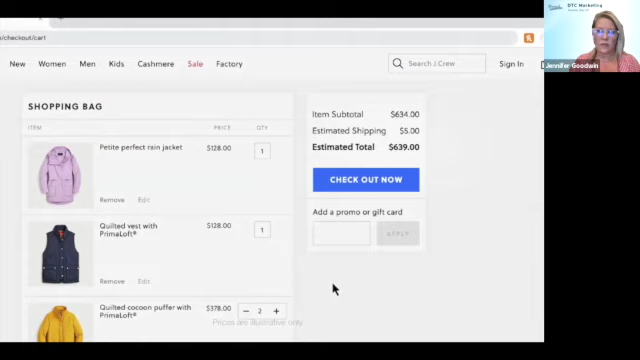 /checkout/cart
DTC Marketing
Jennifer Goodwin
New Women Men Kids Cashmere Sale Factory
Search J.Crew
Sign In
SHOPPING BAG
ITEM PRICE QTY
Petite perfect rain jacket $128.00 1
Remove Edit
Quilted vest with $128.00 1
PrimaLoft®
Remove Edit
Quilted cocoon puffer with $378.00 − 2 +
PrimaLoft®
Item Subtotal $634.00
Estimated Shipping $5.00
Estimated Total $639.00
CHECK OUT NOW
Add a promo or gift card
APPLY
Prices are illustrative only